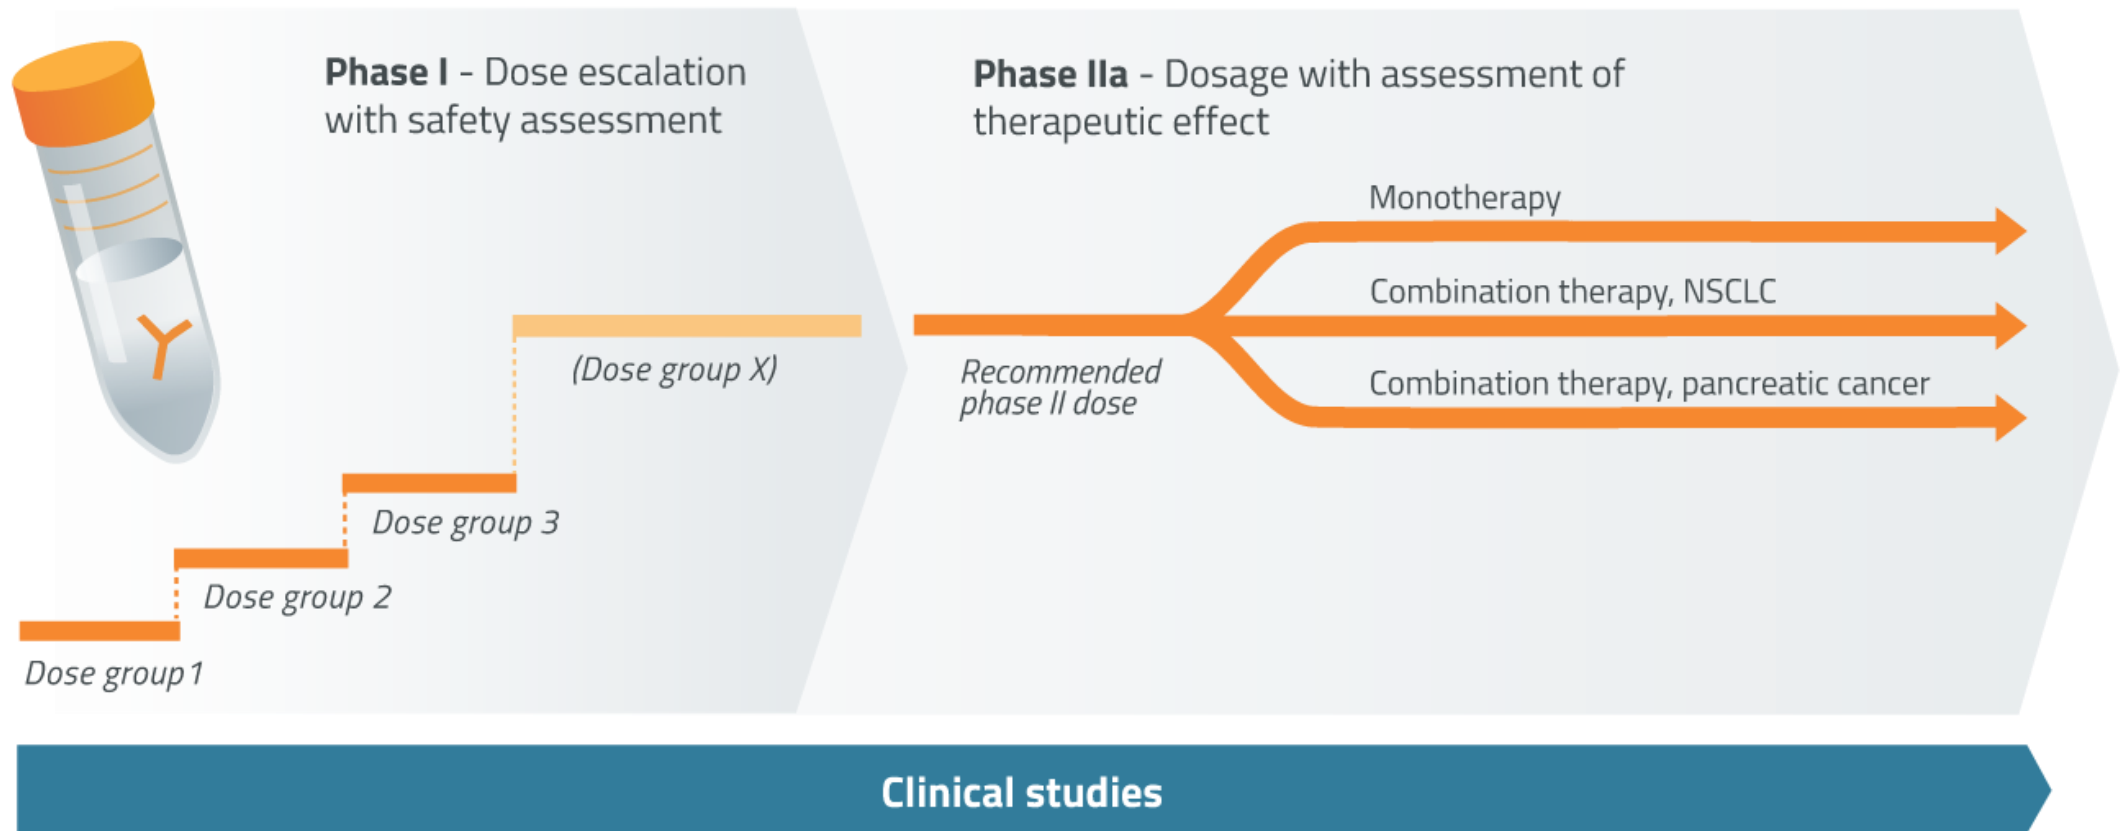 Phase I - Dose escalation
with safety assessment
Phase IIa - Dosage with assessment of
therapeutic effect
Monotherapy
Combination therapy, NSCLC
Combination therapy, pancreatic cancer
Recommended
phase II dose
(Dose group X)
Dose group 3
Dose group 2
Dose group 1
Clinical studies